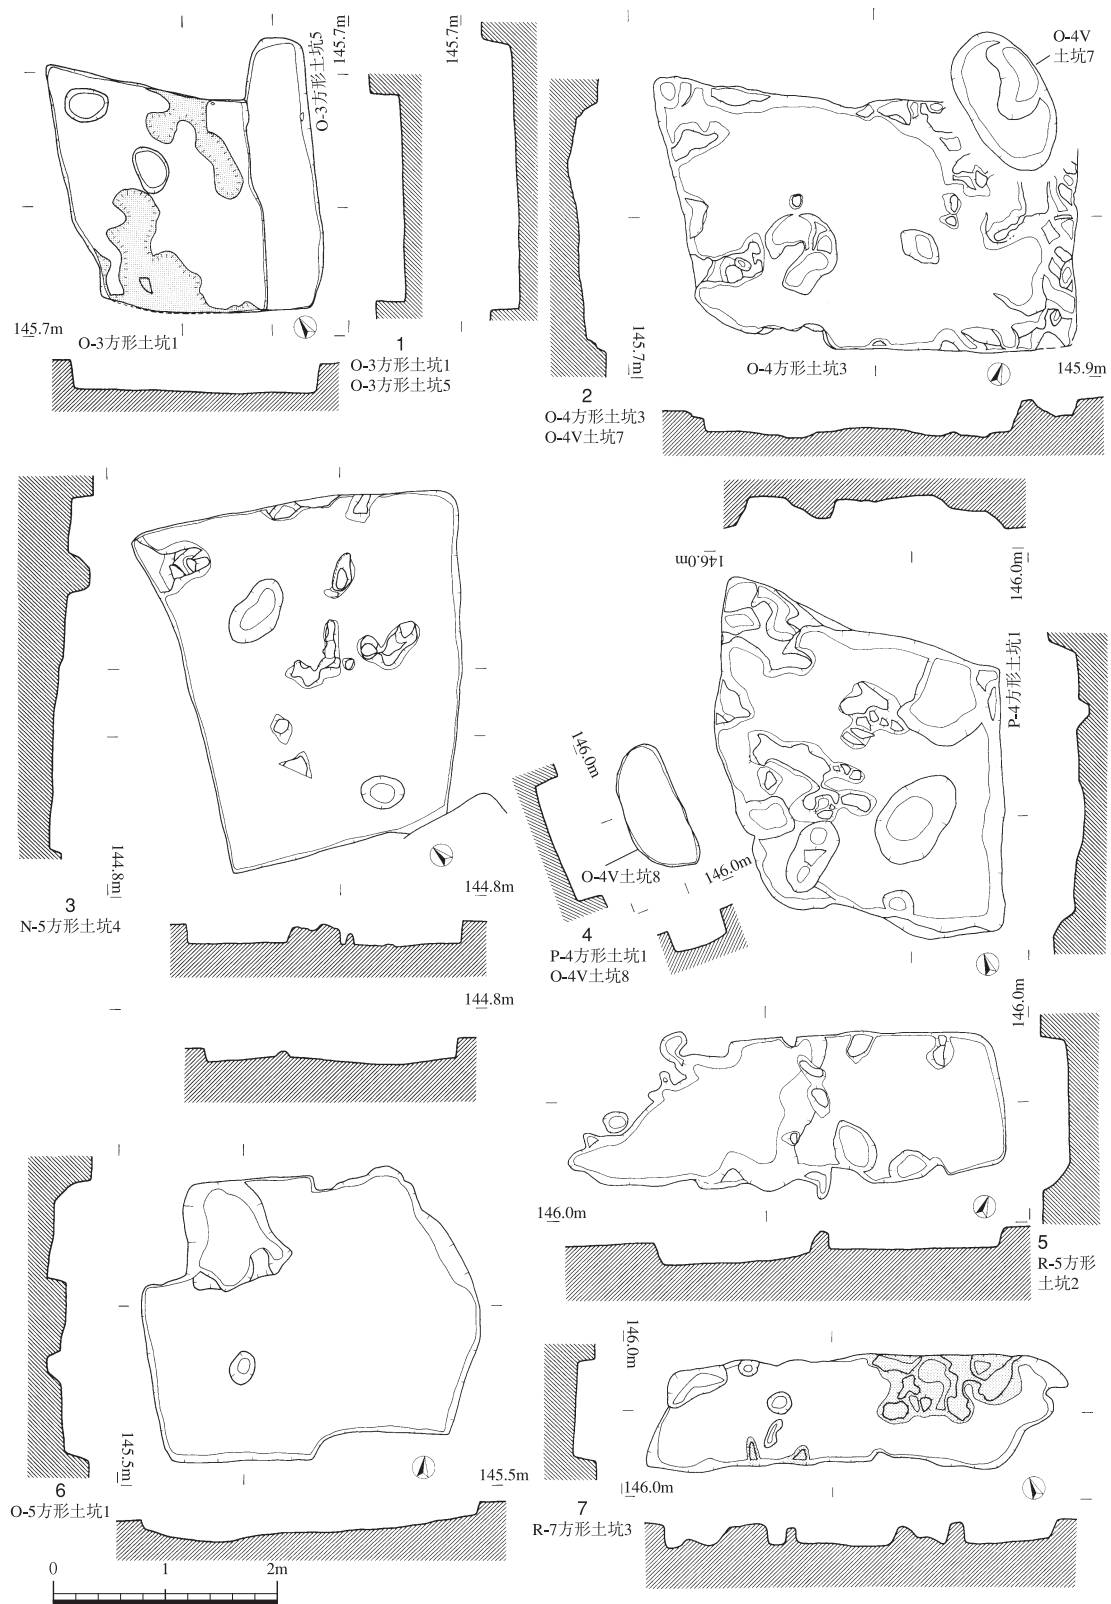 145.7m
O-3方形土坑5
145.7m
145.7m
O-3方形土坑1
1
O-3方形土坑1
O-3方形土坑5
O-4V
土坑7
145.7m
O-4方形土坑3
145.9m
2
O-4方形土坑3
O-4V土坑7
144.8m
144.8m
3
N-5方形土坑4
144.8m
146.0m
146.0m
P-4方形土坑1
146.0m
O-4V土坑8
146.0m
4
P-4方形土坑1
O-4V土坑8
146.0m
146.0m
5
R-5方形
土坑2
145.5m
145.5m
6
O-5方形土坑1
146.0m
146.0m
7
R-7方形土坑3
0 1 2m